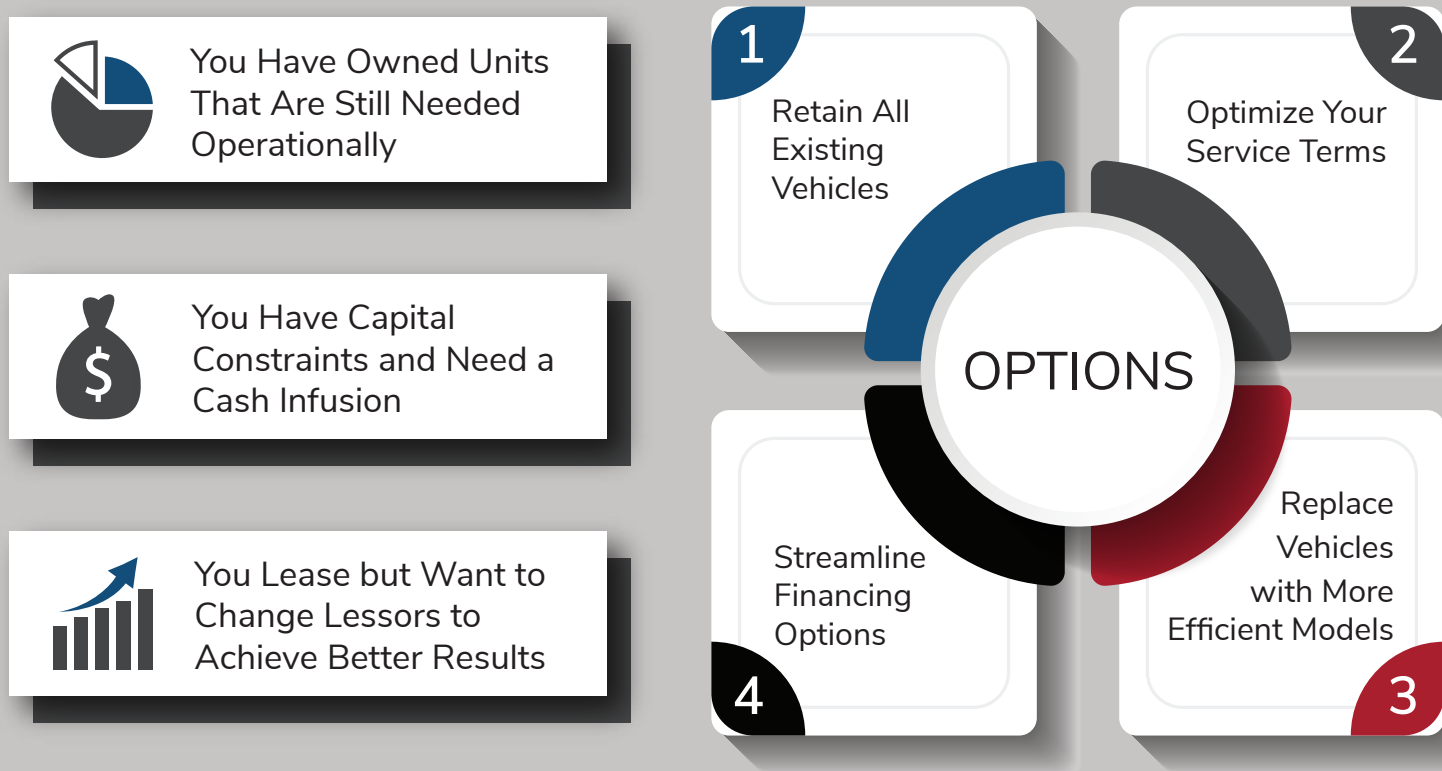 You Have Owned Units
That Are Still Needed
Operationally
$
You Have Capital
Constraints and Need a
Cash Infusion
You Lease but Want to
Change Lessors to
Achieve Better Results
1
Retain All
Existing
Vehicles
2
Optimize Your
Service Terms
OPTIONS
Replace
Vehicles
with More
Efficient Models
3
Streamline
Financing
Options
4